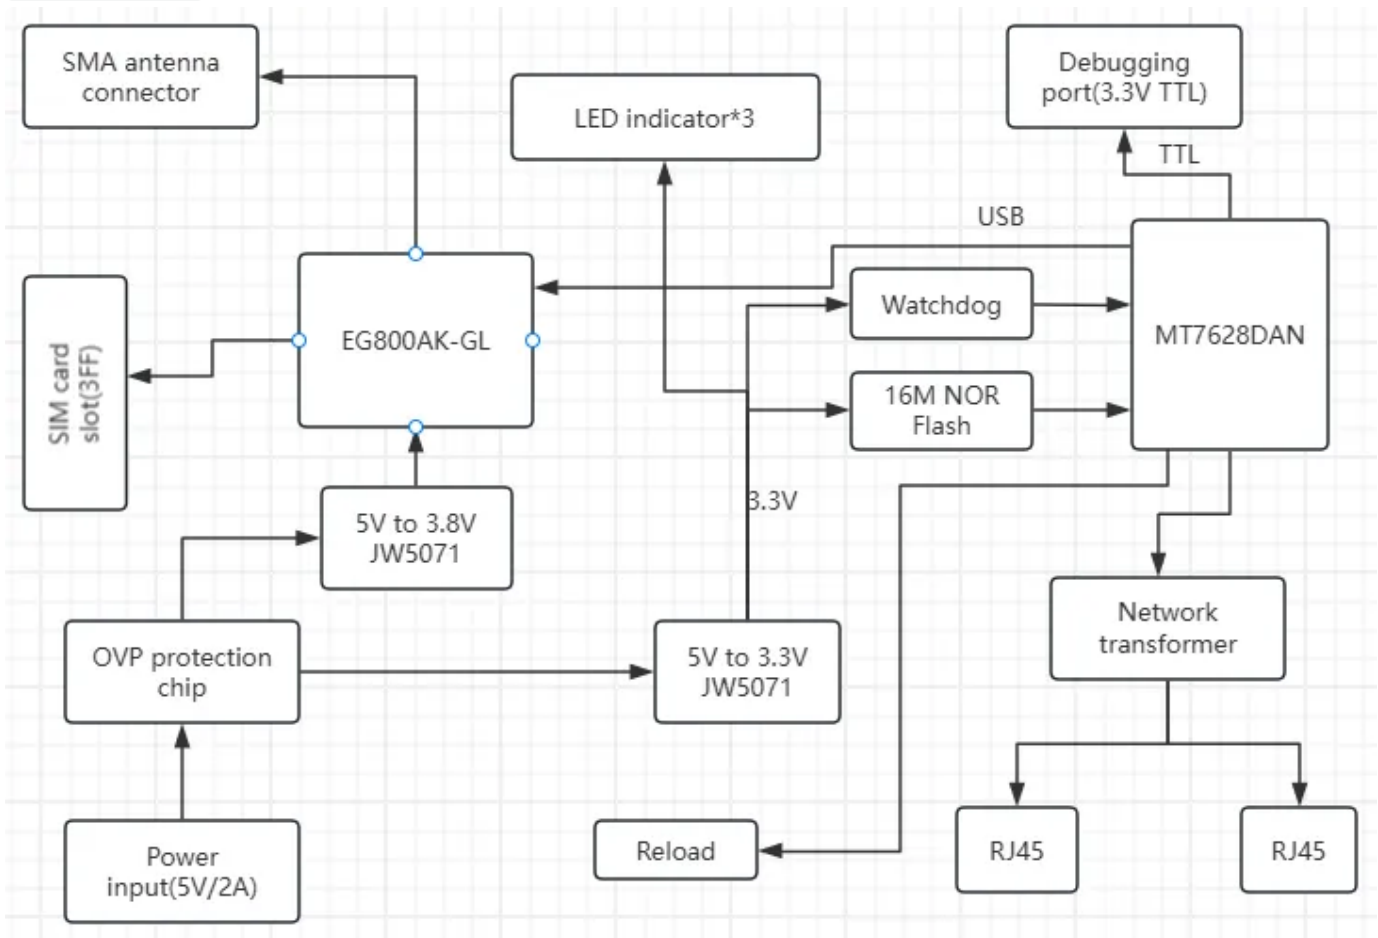 SMA antenna
connector
LED indicator*3
Debugging
port(3.3V TTL)
TTL
USB
SIM card
slot(3FF)
EG800AK-GL
Watchdog
MT7628DAN
16M NOR
Flash
3.3V
5V to 3.8V
JW5071
OVP protection
chip
5V to 3.3V
JW5071
Network
transformer
Power
input(5V/2A)
Reload
RJ45
RJ45